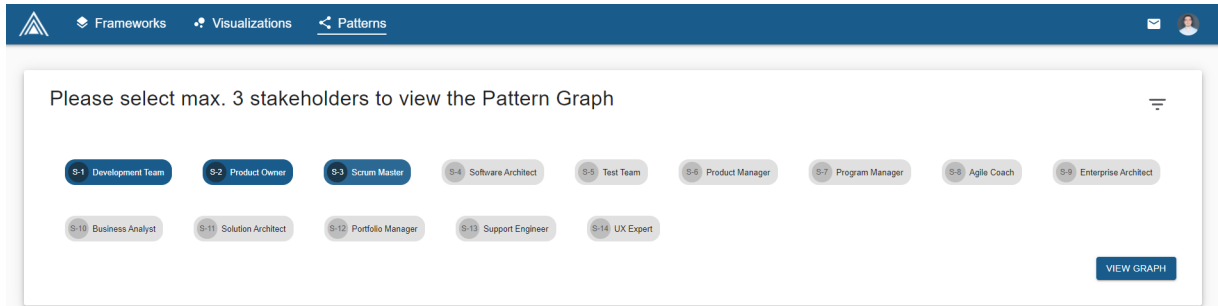 Frameworks Visualizations Patterns
Please select max. 3 stakeholders to view the Pattern Graph
S-1 Development Team S-2 Product Owner S-3 Scrum Master S-4 Software Architect S-5 Test Team S-6 Product Manager S-7 Program Manager S-8 Agile Coach S-9 Enterprise Architect
S-10 Business Analyst S-11 Solution Architect S-12 Portfolio Manager S-13 Support Engineer S-14 UX Expert
VIEW GRAPH